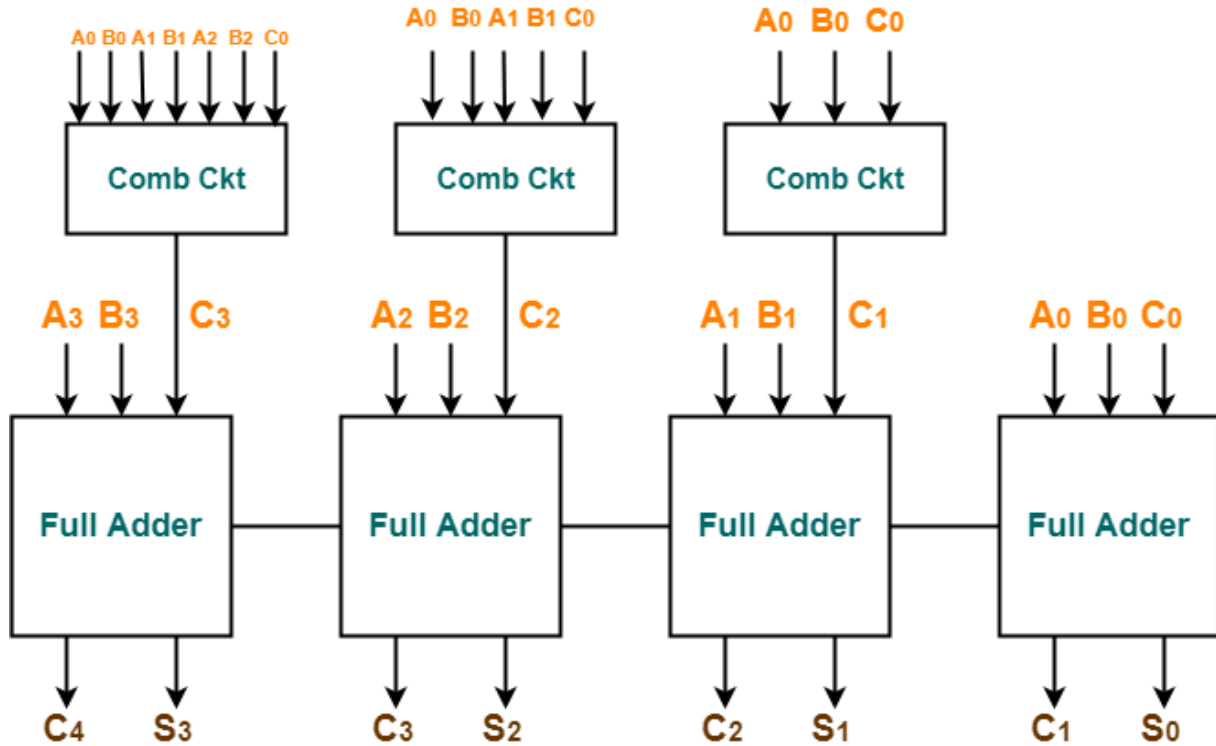 A0 B0 A1 B1 A2 B2 C0
A0 B0 A1 B1 C0
A0 B0 C0
Comb Ckt
Comb Ckt
Comb Ckt
A3 B3 C3
A2 B2 C2
A1 B1 C1
A0 B0 C0
Full Adder
Full Adder
Full Adder
Full Adder
C4 S3
C3 S2
C2 S1
C1 S0